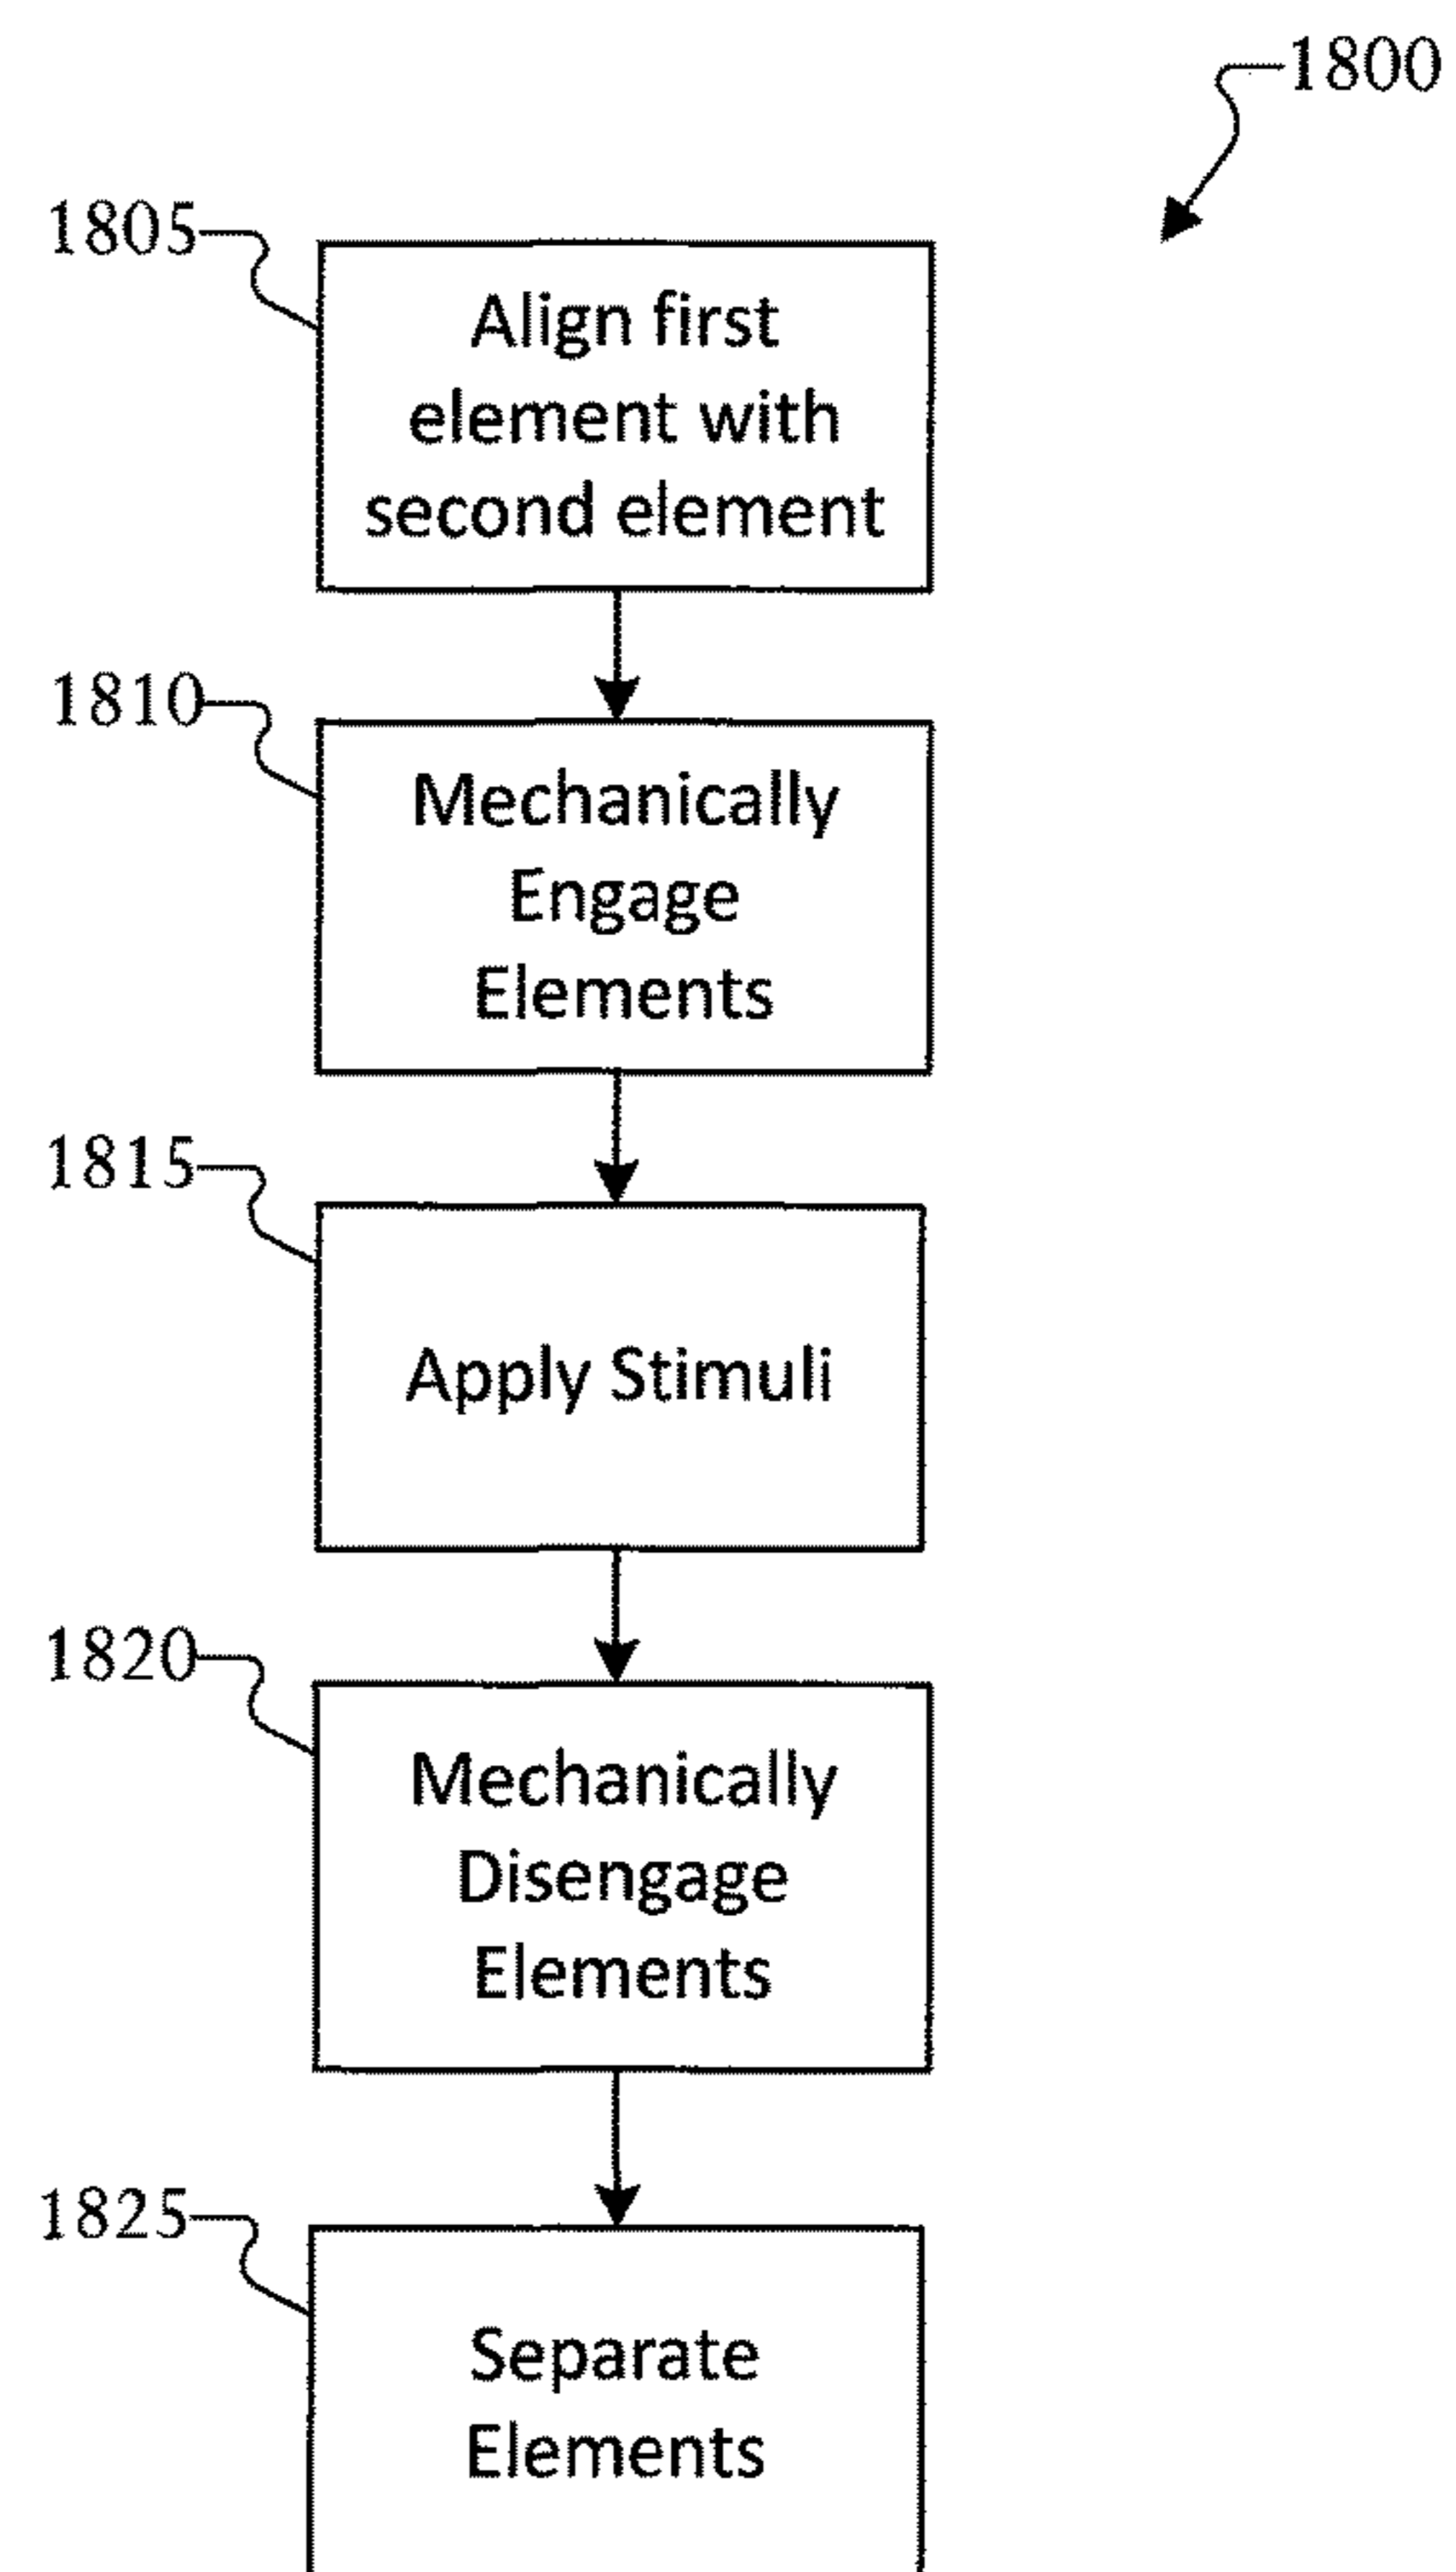 1800
1805
Align first
element with
second element
1810
Mechanically
Engage
Elements
1815
Apply Stimuli
1820
Mechanically
Disengage
Elements
1825
Separate
Elements